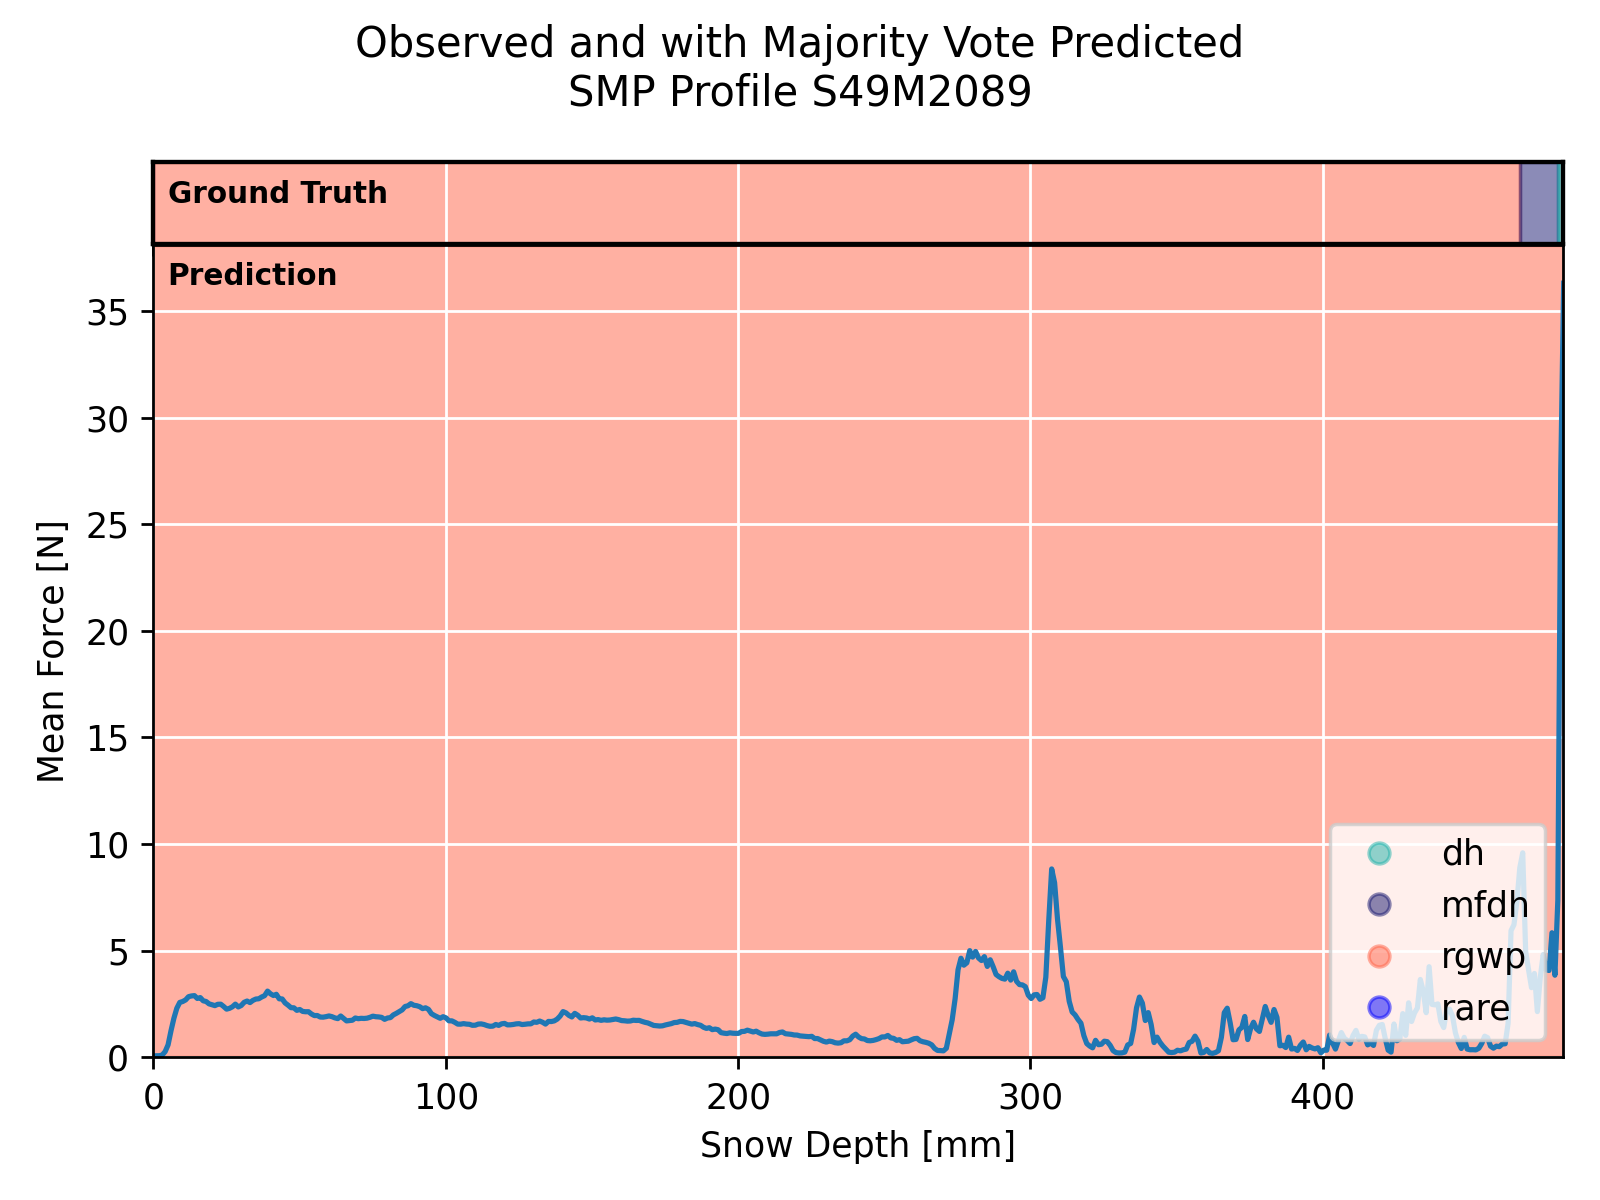 Observed and with Majority Vote Predicted
SMP Profile S49M2089
Ground Truth
Prediction
35
30
25
20
15
10
5
0
Mean Force [N]
dh
mfdh
rgwp
rare
0 100 200 300 400
Snow Depth [mm]